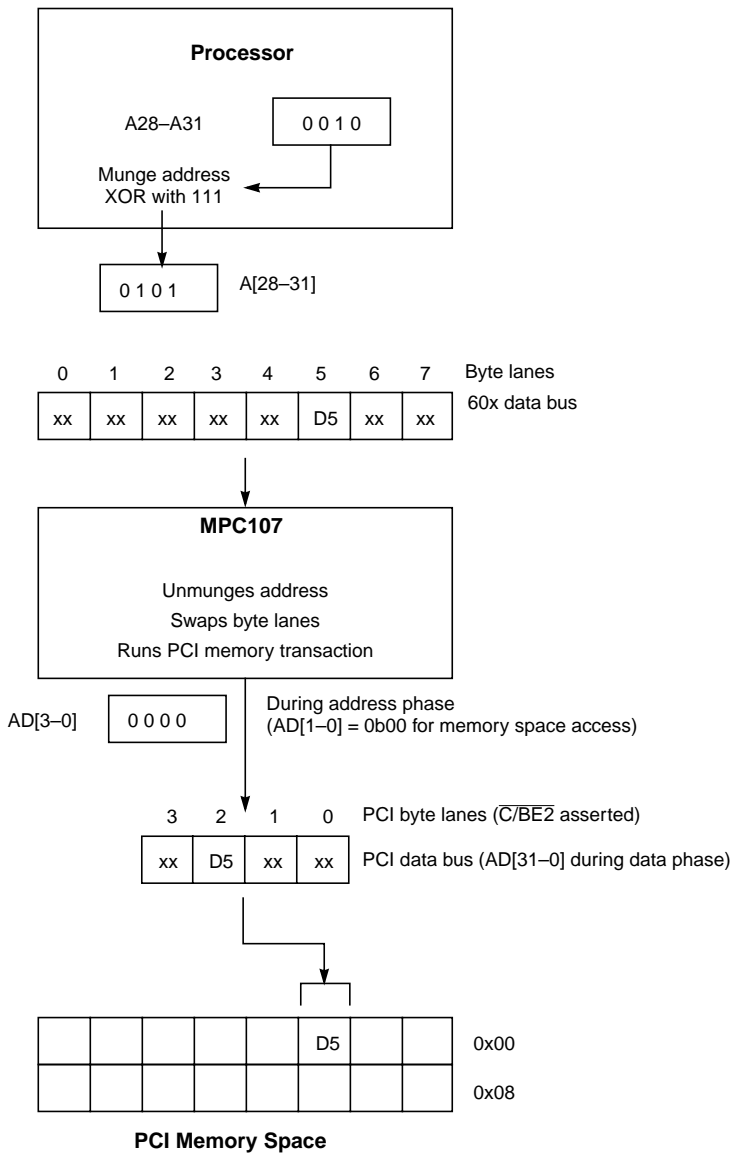 Processor
A28–A31
0 0 1 0
Munge address
XOR with 111
0 1 0 1
A[28–31]
0 1 2 3 4 5 6 7 Byte lanes
xx xx xx xx xx D5 xx xx 60x data bus
MPC107
Unmunges address
Swaps byte lanes
Runs PCI memory transaction
AD[3–0]
0 0 0 0
During address phase
(AD[1–0] = 0b00 for memory space access)
3 2 1 0 PCI byte lanes (C/BE2 asserted)
xx D5 xx xx PCI data bus (AD[31–0] during data phase)
D5 0x00
0x08
PCI Memory Space